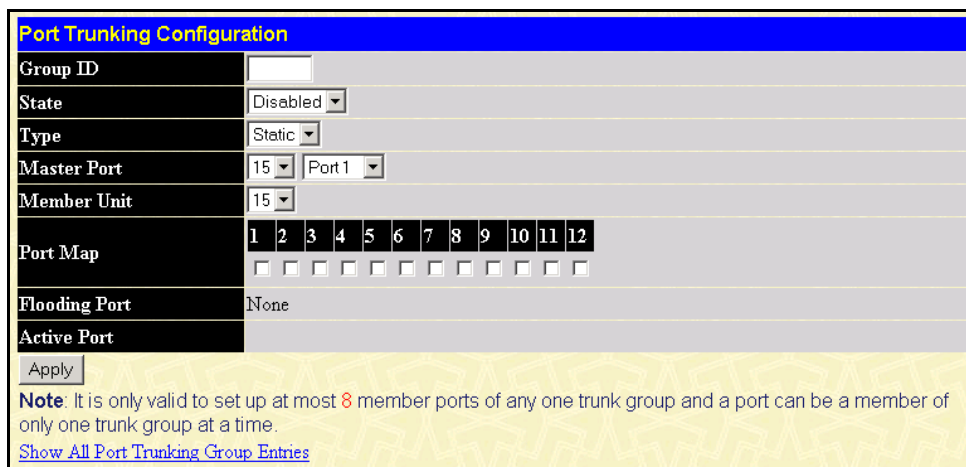 Port Trunking Configuration
Group ID
State Disabled
Type Static
Master Port 15 Port 1
Member Unit 15
Port Map 1 2 3 4 5 6 7 8 9 10 11 12
Flooding Port None
Active Port
Apply
Note: It is only valid to set up at most 8 member ports of any one trunk group and a port can be a member of
only one trunk group at a time.
Show All Port Trunking Group Entries